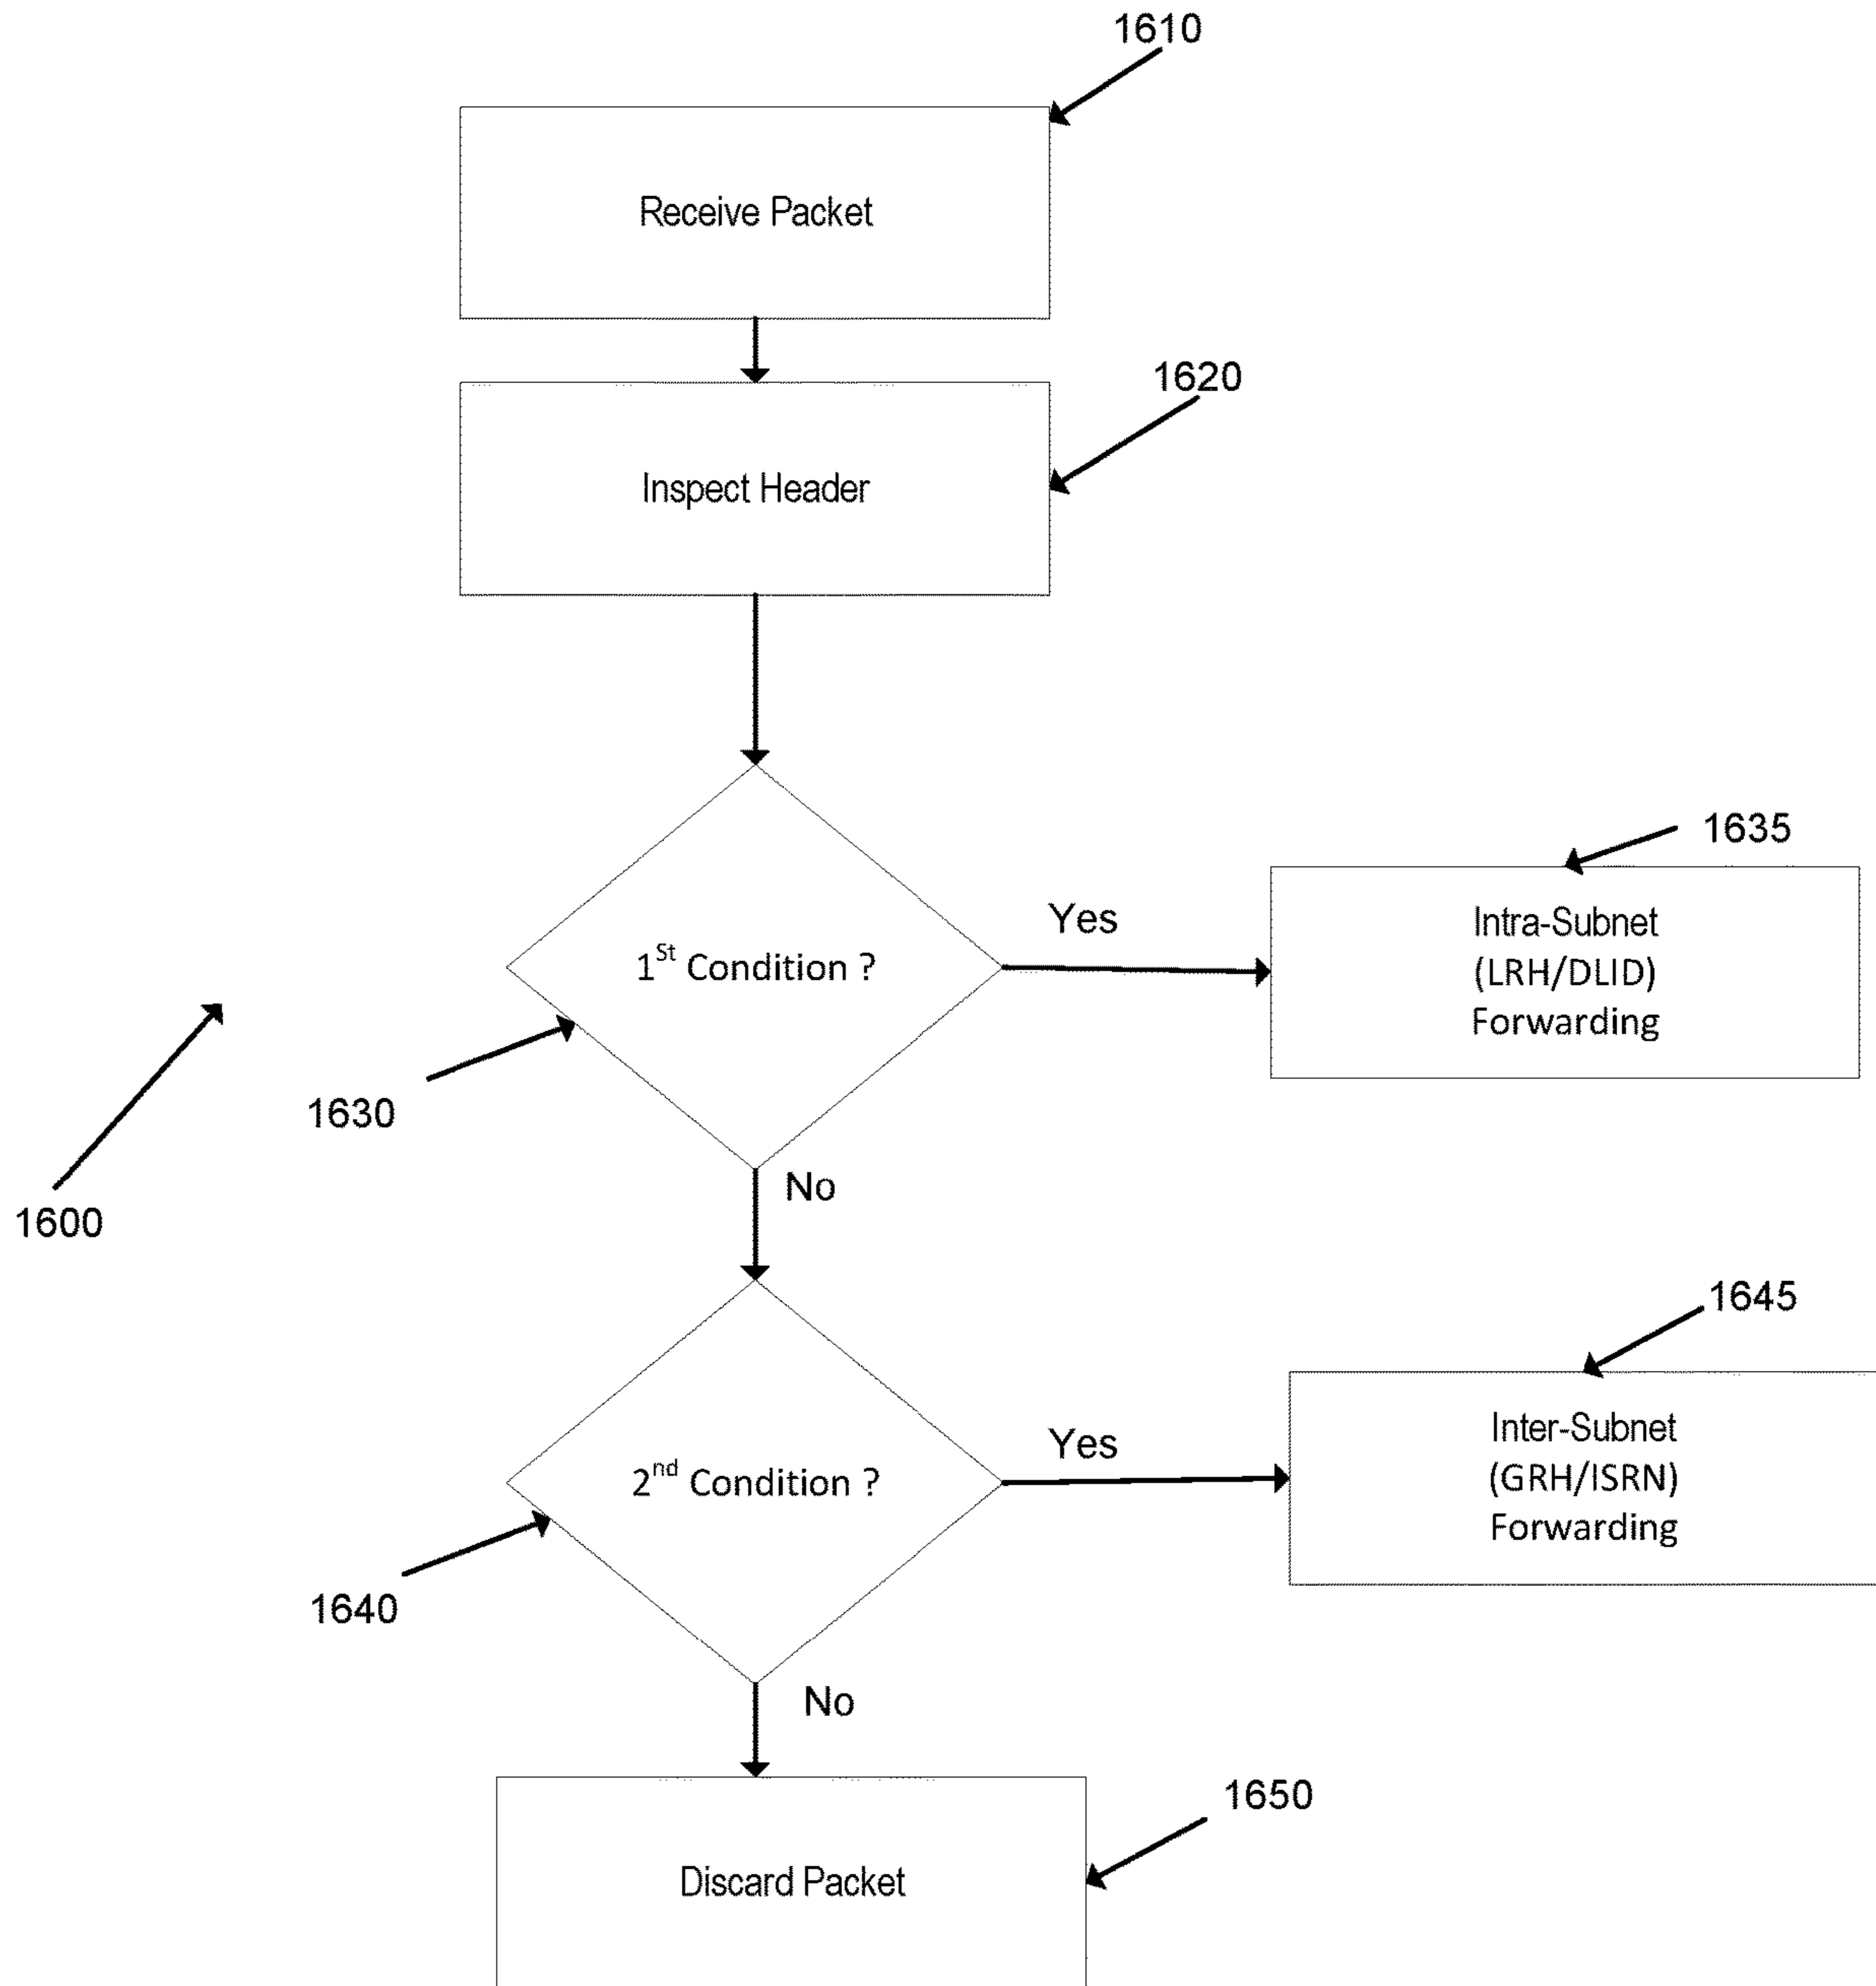 1610
Receive Packet
1620
Inspect Header
1635
Yes
Intra-Subnet
(LRH/DLID)
Forwarding
1St Condition ?
1630
No
1600
1645
Yes
Inter-Subnet
(GRH/ISRN)
Forwarding
2nd Condition ?
1640
No
1650
Discard Packet